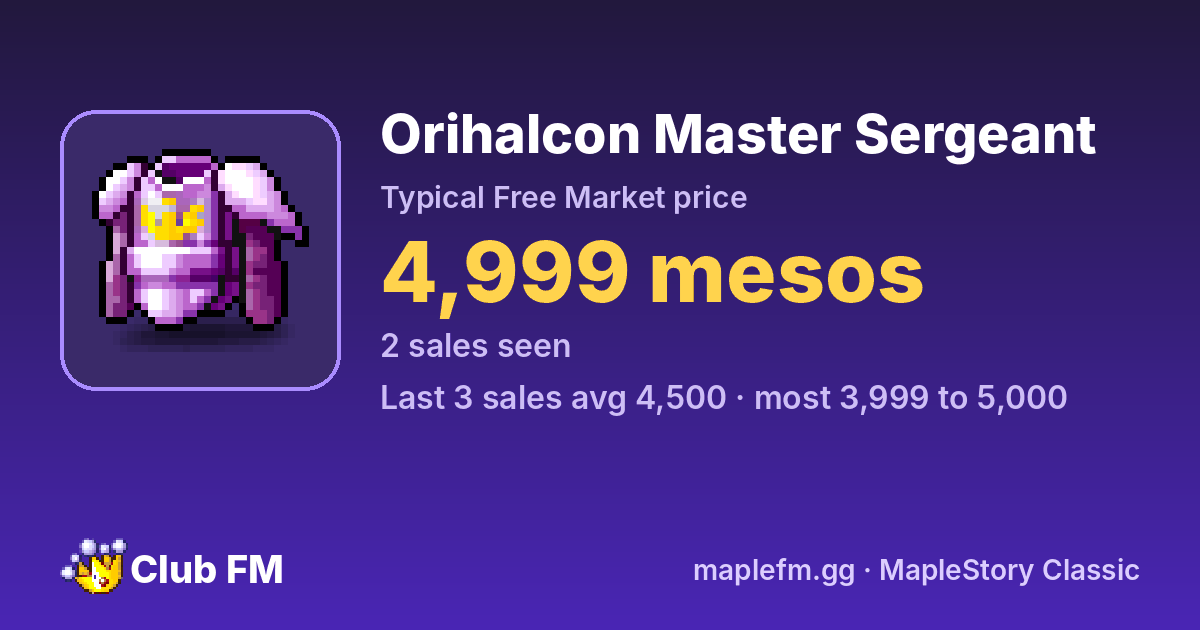 Orihalcon Master Sergeant
Typical Free Market price
4,999 mesos
2 sales seen
Last 3 sales avg 4,500 · most 3,999 to 5,000
Club FM
maplefm.gg · MapleStory Classic